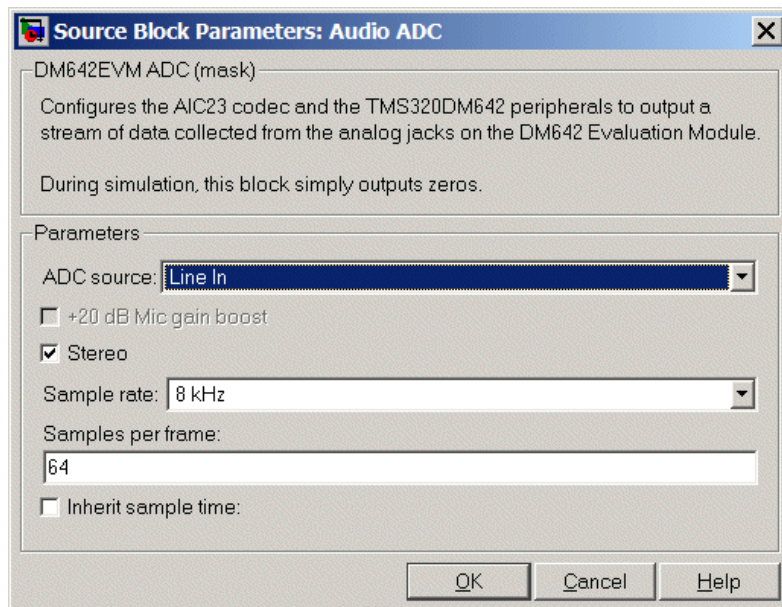 Source Block Parameters: Audio ADC
DM642EVM ADC (mask)
Configures the AIC23 codec and the TMS320DM642 peripherals to output a
stream of data collected from the analog jacks on the DM642 Evaluation Module.
During simulation, this block simply outputs zeros.
Parameters
ADC source: Line In
+20 dB Mic gain boost
Stereo
Sample rate: 8 kHz
Samples per frame:
64
Inherit sample time:
OK Cancel Help